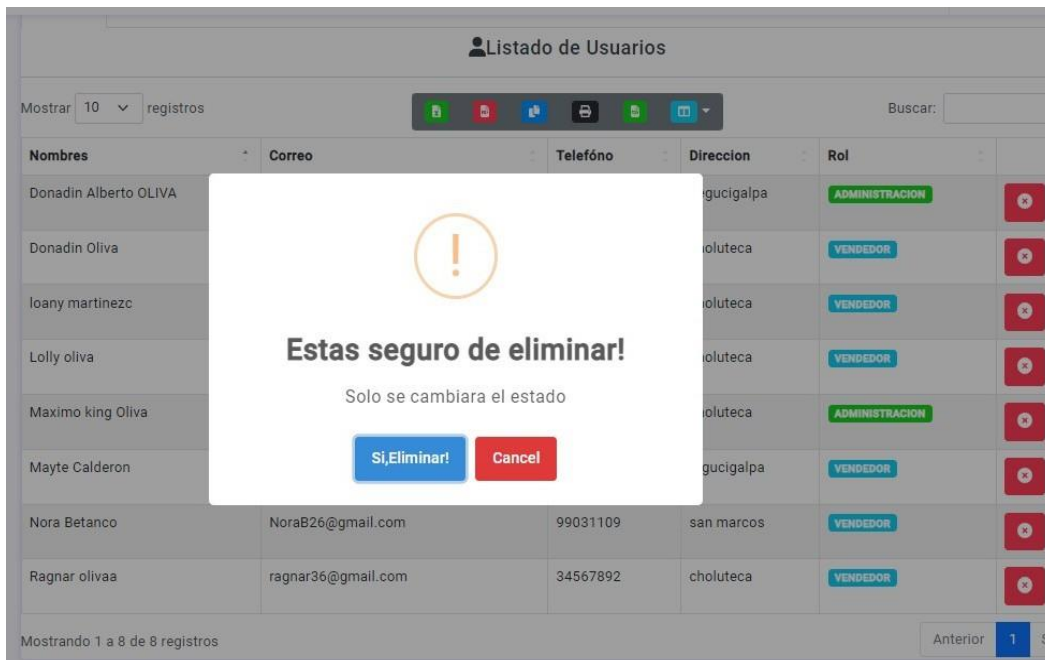 Listado de Usuarios
Mostrar 10 registros Buscar:
Nombres Correo Telefóno Direccion Rol
Donadin Alberto OLIVA ADMINISTRACION
Donadin Oliva VENDEDOR
loany martinezc VENDEDOR
Lolly oliva VENDEDOR
Maximo king Oliva ADMINISTRACION
Mayte Calderon VENDEDOR
Estas seguro de eliminar!
Solo se cambiara el estado
Si,Eliminar! Cancel
Nora Betanco NoraB26@gmail.com 99031109 san marcos VENDEDOR
Ragnar olivaa ragnar36@gmail.com 34567892 choluteca VENDEDOR
Mostrando 1 a 8 de 8 registros Anterior 1